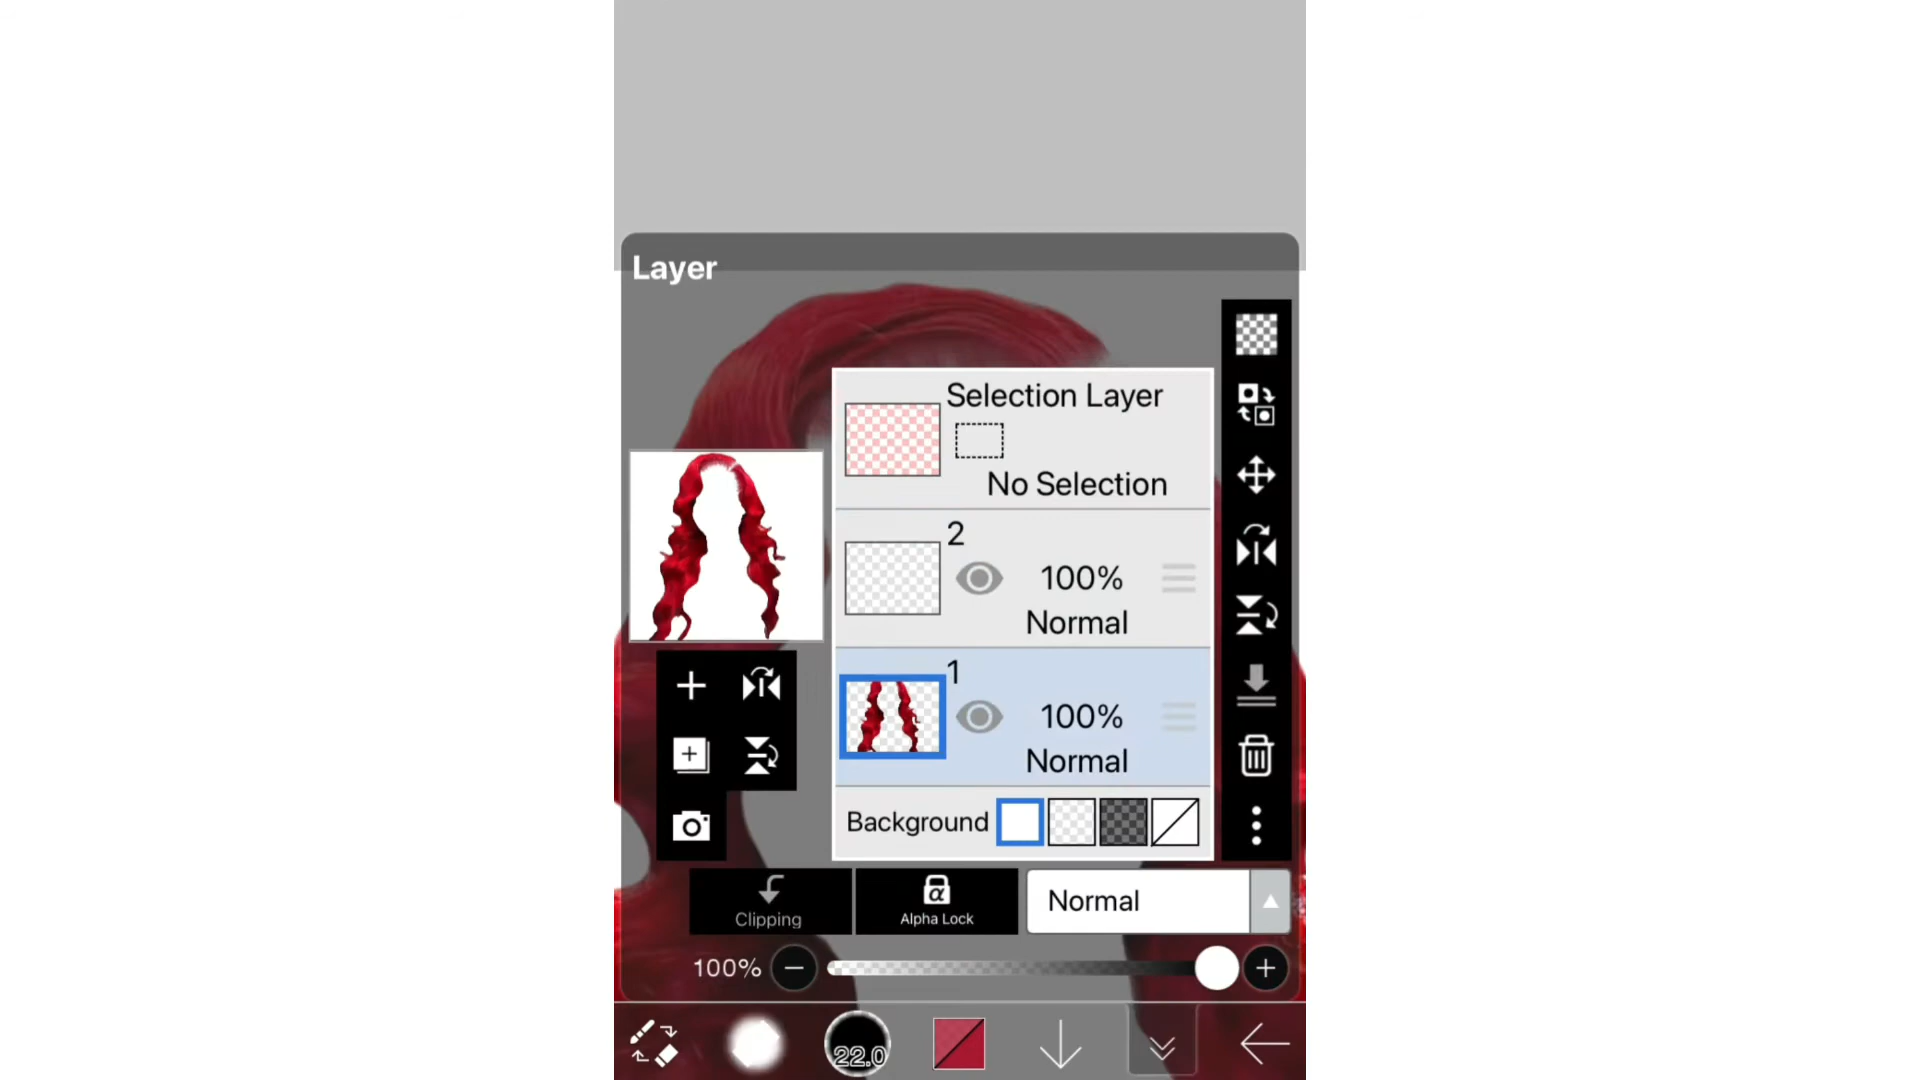 Layer
Selection Layer
No Selection
2
100%
Normal
1
100%
Normal
Background
Clipping
α
Alpha Lock
Normal
100%
22.0